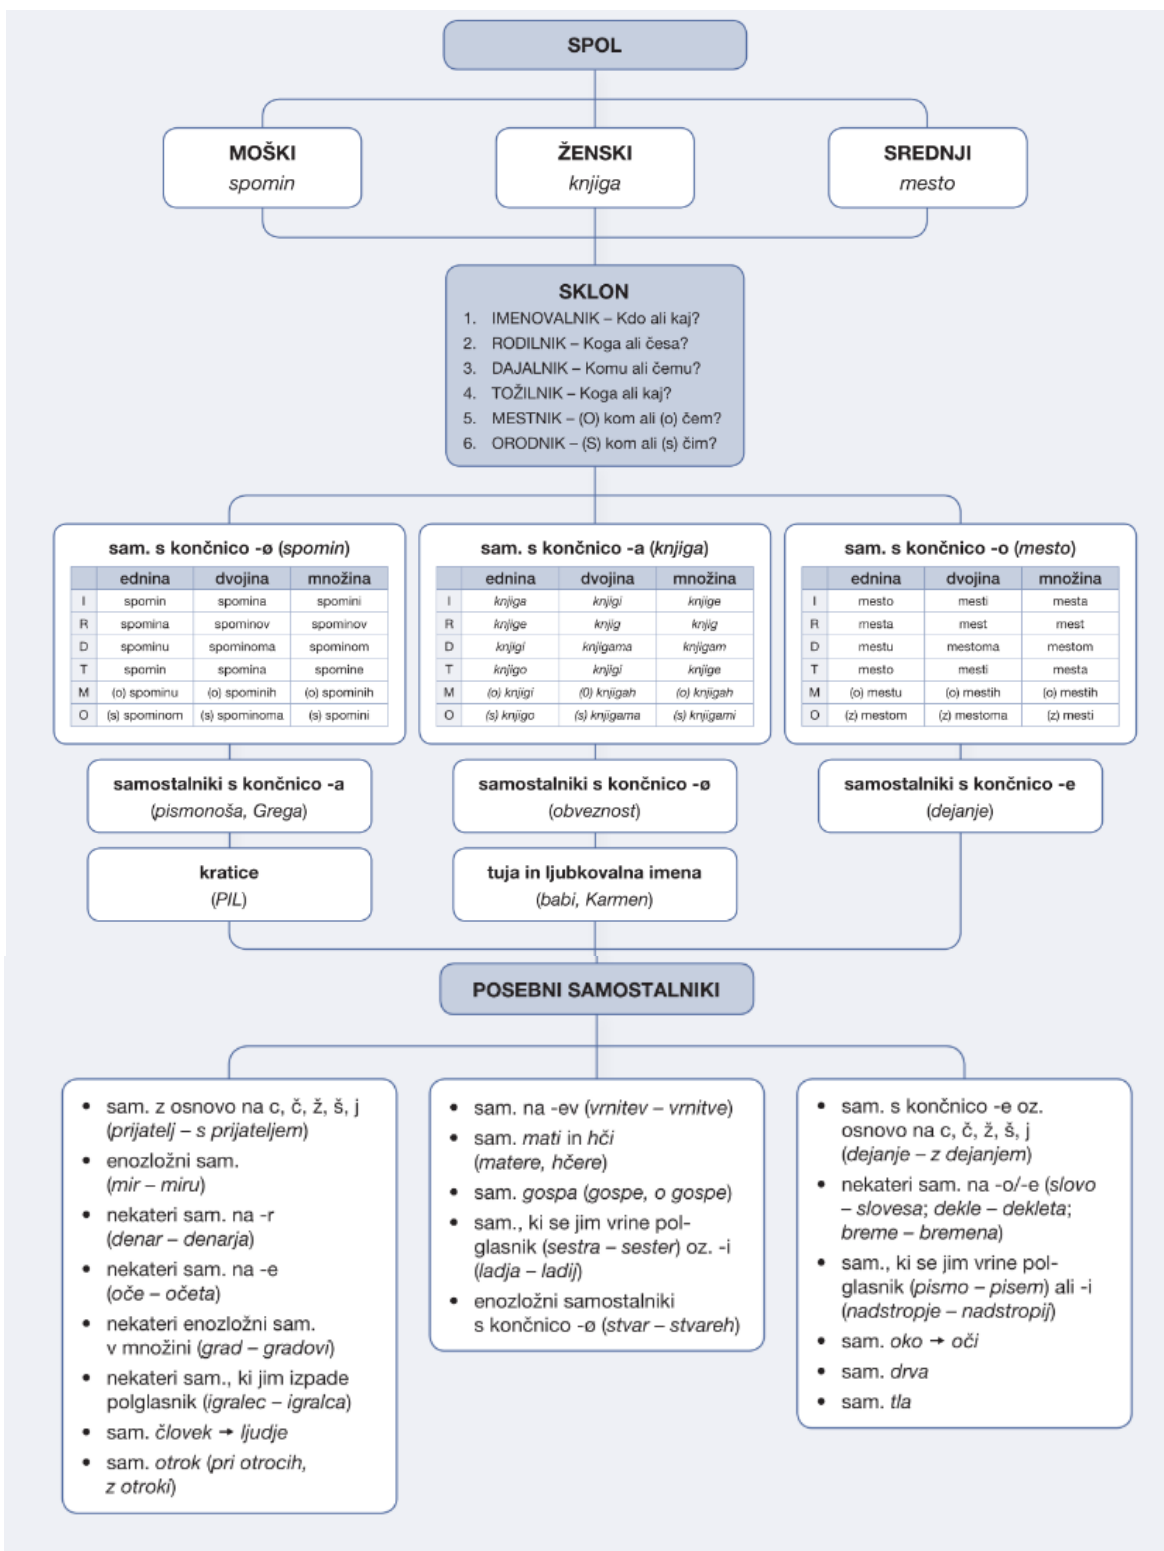 SPOL
MOŠKI
spomin
ŽENSKI
knjiga
SREDNJI
mesto
SKLON
1. IMENOVALNIK – Kdo ali kaj?
2. RODILNIK – Koga ali česa?
3. DAJALNIK – Komu ali čemu?
4. TOŽILNIK – Koga ali kaj?
5. MESTNIK – (O) kom ali (o) čem?
6. ORODNIK – (S) kom ali (s) čim?
sam. s končnico -ø (spomin)
ednina dvojina množina
I spomin spomina spomini
R spomina spominov spominov
D spominu spominoma spominom
T spomin spomina spomine
M (o) spominu (o) spominih (o) spominih
O (s) spominom (s) spominoma (s) spomini
sam. s končnico -a (knjiga)
ednina dvojina množina
I knjiga knjigi knjige
R knjige knjig knjig
D knjigi knjigama knjigam
T knjigo knjigi knjige
M (o) knjigi (0) knjigah (o) knjigah
O (s) knjigo (s) knjigama (s) knjigami
sam. s končnico -o (mesto)
ednina dvojina množina
I mesto mesti mesta
R mesta mest mest
D mestu mestoma mestom
T mesto mesti mesta
M (o) mestu (o) mestih (o) mestih
O (z) mestom (z) mestoma (z) mesti
samostalniki s končnico -a
(pismonoša, Grega)
samostalniki s končnico -ø
(obveznost)
samostalniki s končnico -e
(dejanje)
kratice
(PIL)
tuja in ljubkovalna imena
(babi, Karmen)
POSEBNI SAMOSTALNIKI
• sam. z osnovo na c, č, ž, š, j
(prijatelj – s prijateljem)
• enozložni sam.
(mir – miru)
• nekateri sam. na -r
(denar – denarja)
• nekateri sam. na -e
(oče – očeta)
• nekateri enozložni sam.
v množini (grad – gradovi)
• nekateri sam., ki jim izpade
polglasnik (igralec – igralca)
• sam. človek → ljudje
• sam. otrok (pri otrocih,
z otroki)
• sam. na -ev (vrnitev – vrnitve)
• sam. mati in hči
(matere, hčere)
• sam. gospa (gospe, o gospe)
• sam., ki se jim vrine pol-
glasnik (sestra – sester) oz. -i
(ladja – ladij)
• enozložni samostalniki
s končnico -ø (stvar – stvareh)
• sam. s končnico -e oz.
osnovo na c, č, ž, š, j
(dejanje – z dejanjem)
• nekateri sam. na -o/-e (slovo
– slovesa; dekle – dekleta;
breme – bremena)
• sam., ki se jim vrine pol-
glasnik (pismo – pisem) ali -i
(nadstropje – nadstropij)
• sam. oko → oči
• sam. drva
• sam. tla